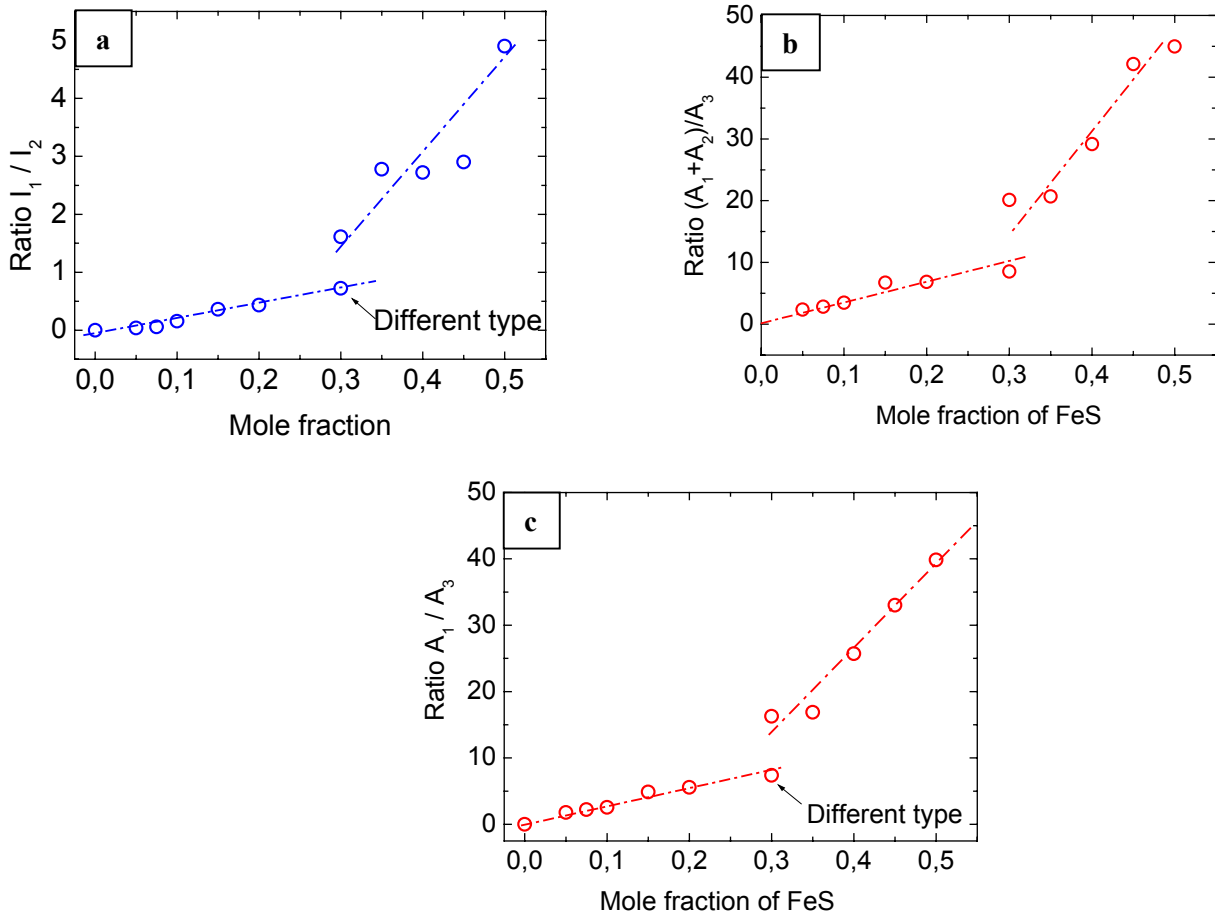 a
5
4
3
2
1
0
Ratio I1 / I2
Different type
0,0 0,1 0,2 0,3 0,4 0,5
Mole fraction
b
50
40
30
20
10
0
Ratio (A1+A2)/A3
0,0 0,1 0,2 0,3 0,4 0,5
Mole fraction of FeS
c
50
40
30
20
10
0
Ratio A1 / A3
Different type
0,0 0,1 0,2 0,3 0,4 0,5
Mole fraction of FeS